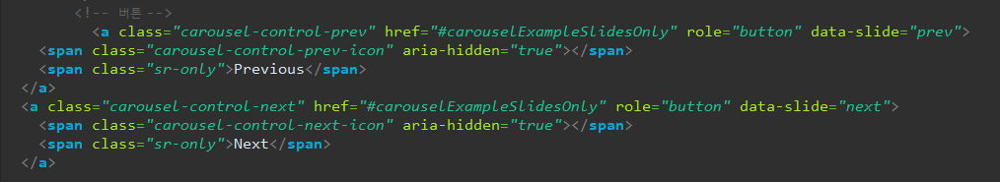 <!-- 버튼 -->
<a class="carousel-control-prev" href="#carouselExampleSlidesOnly" role="button" data-slide="prev">
<span class="carousel-control-prev-icon" aria-hidden="true"></span>
<span class="sr-only">Previous</span>
</a>
<a class="carousel-control-next" href="#carouselExampleSlidesOnly" role="button" data-slide="next">
<span class="carousel-control-next-icon" aria-hidden="true"></span>
<span class="sr-only">Next</span>
</a>